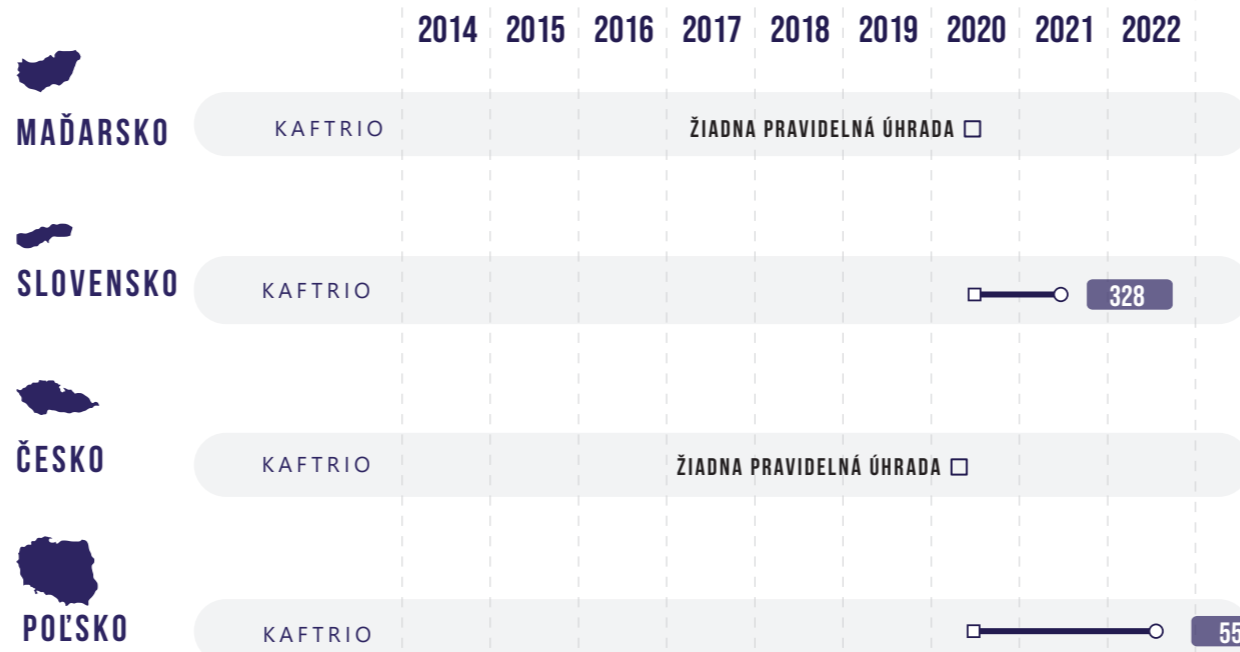 2014 2015 2016 2017 2018 2019 2020 2021 2022
MAĎARSKO KAFTRIO ŽIADNA PRAVIDELNÁ ÚHRADA
SLOVENSKO KAFTRIO 328
ČESKO KAFTRIO ŽIADNA PRAVIDELNÁ ÚHRADA
POĽSKO KAFTRIO